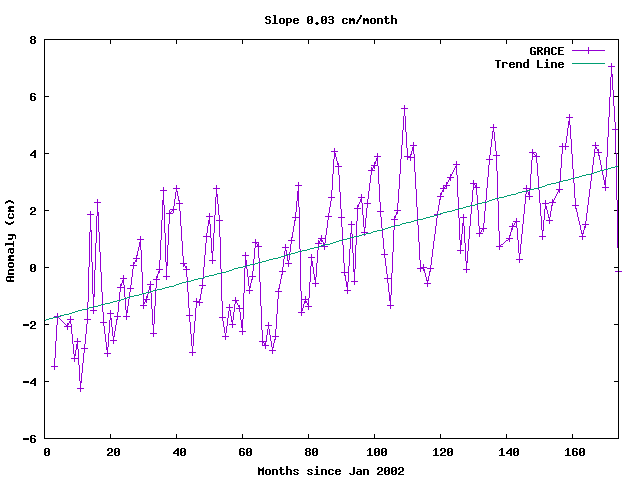 Slope 0.03 cm/month
GRACE
Trend Line
8
6
4
2
0
-2
-4
-6
Anomaly (cm)
0 20 40 60 80 100 120 140 160
Months since Jan 2002